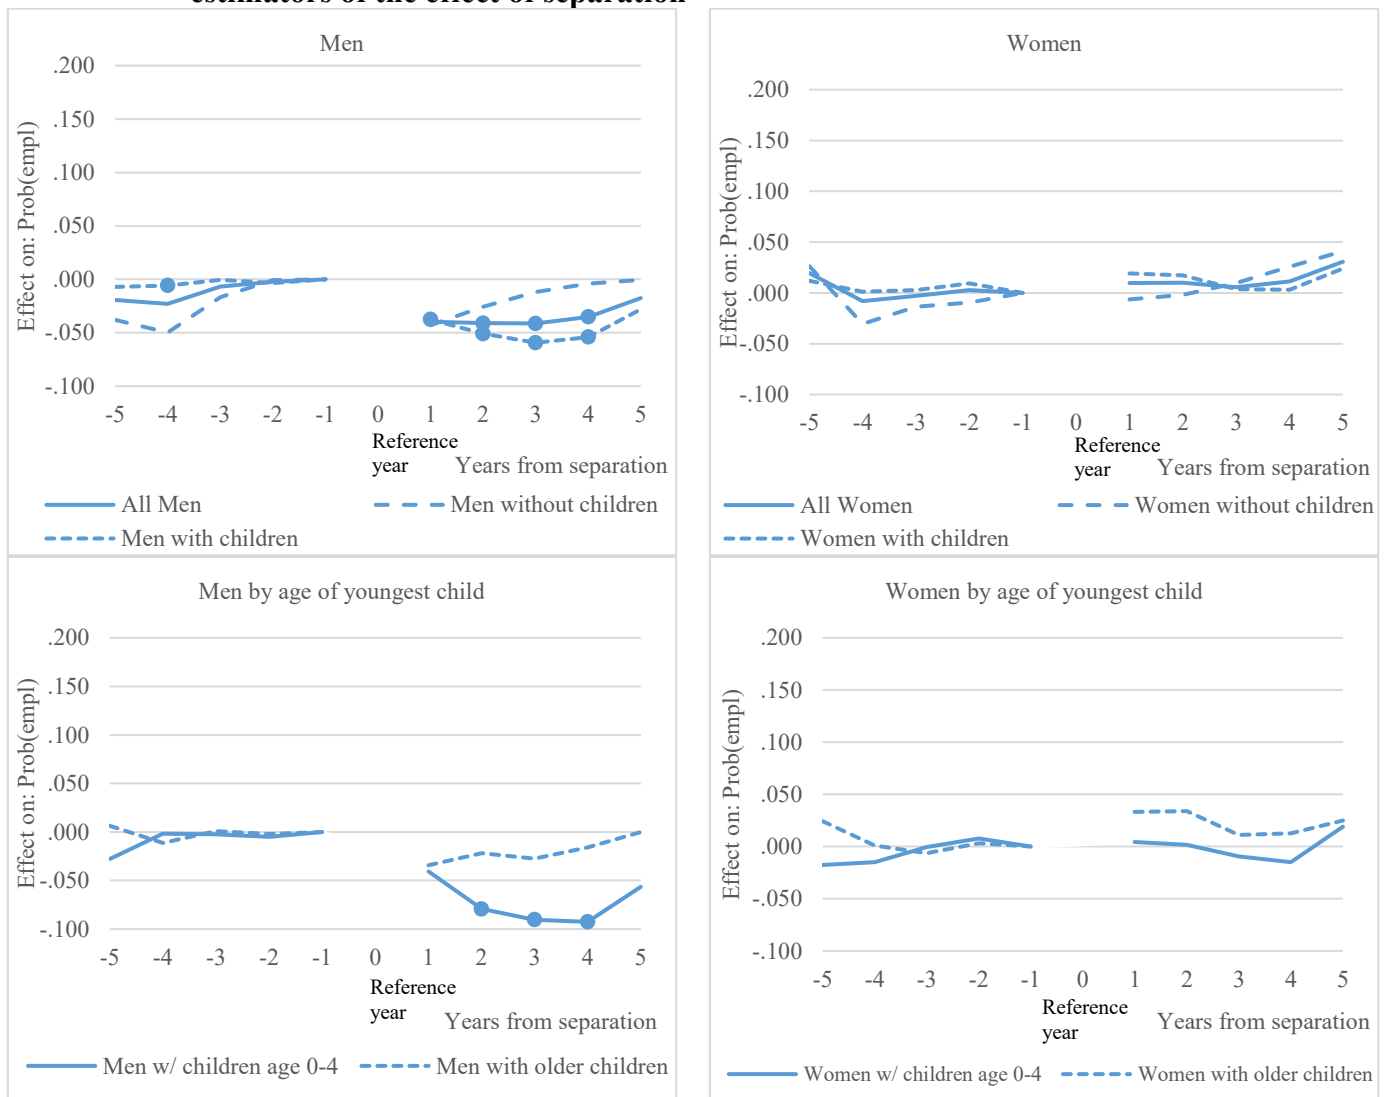 estimators of the effect of separation
Men
.200
.150
.100
.050
.000
-.050
-.100
Effect on: Prob(empl)
-5 -4 -3 -2 -1 0 1 2 3 4 5
Reference
year
Years from separation
All Men
Men without children
Men with children
Women
.200
.150
.100
.050
.000
-.050
-.100
Effect on: Prob(empl)
-5 -4 -3 -2 -1 0 1 2 3 4 5
Reference
year
Years from separation
All Women
Women without children
Women with children
Men by age of youngest child
.200
.150
.100
.050
.000
-.050
-.100
Effect on: Prob(empl)
-5 -4 -3 -2 -1 0 1 2 3 4 5
Reference
year
Years from separation
Men w/ children age 0-4
Men with older children
Women by age of youngest child
.200
.150
.100
.050
.000
-.050
-.100
Effect on: Prob(empl)
-5 -4 -3 -2 -1 0 1 2 3 4 5
Reference
year
Years from separation
Women w/ children age 0-4
Women with older children